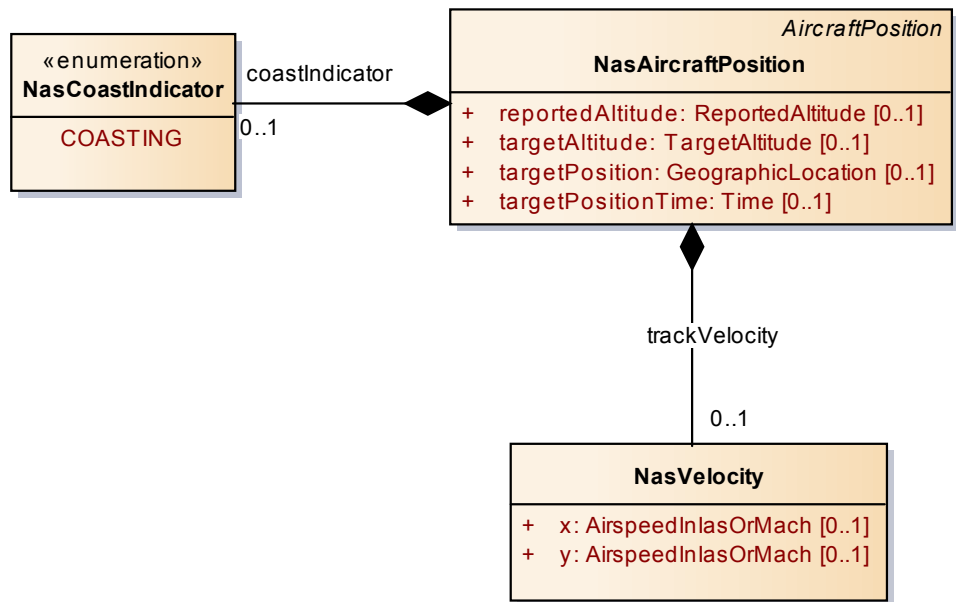 «enumeration»
NasCoastIndicator
COASTING
coastIndicator
0..1
AircraftPosition
NasAircraftPosition
+ reportedAltitude: ReportedAltitude [0..1]
+ targetAltitude: TargetAltitude [0..1]
+ targetPosition: GeographicLocation [0..1]
+ targetPositionTime: Time [0..1]
trackVelocity
0..1
NasVelocity
+ x: AirspeedInIasOrMach [0..1]
+ y: AirspeedInIasOrMach [0..1]